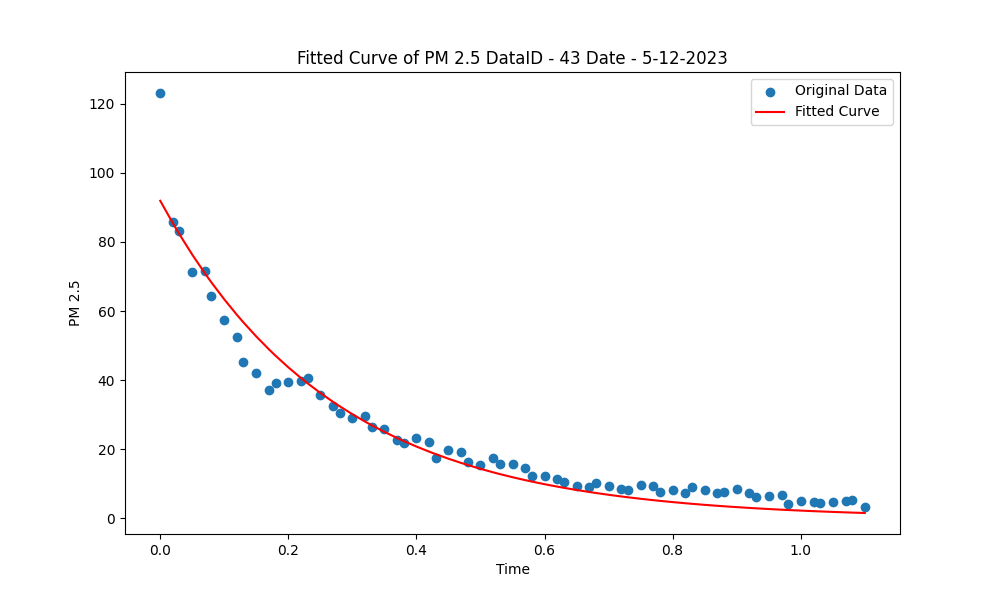 Fitted Curve of PM 2.5 DataID - 43 Date - 5-12-2023
Original Data
Fitted Curve
120
100
80
60
40
20
0
PM 2.5
0.0 0.2 0.4 0.6 0.8 1.0
Time